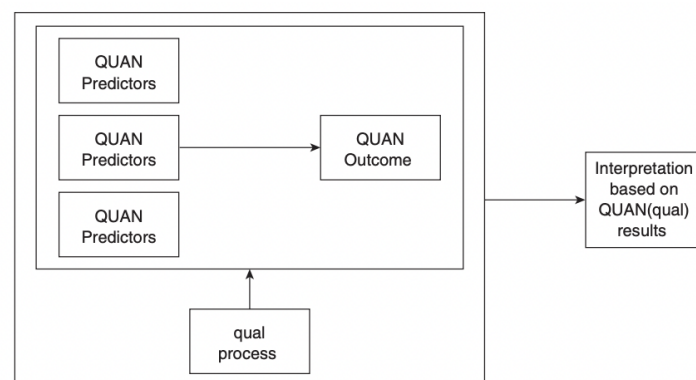 QUAN
Predictors
QUAN
Predictors
QUAN
Outcome
QUAN
Predictors
Interpretation
based on
QUAN(qual)
results
qual
process